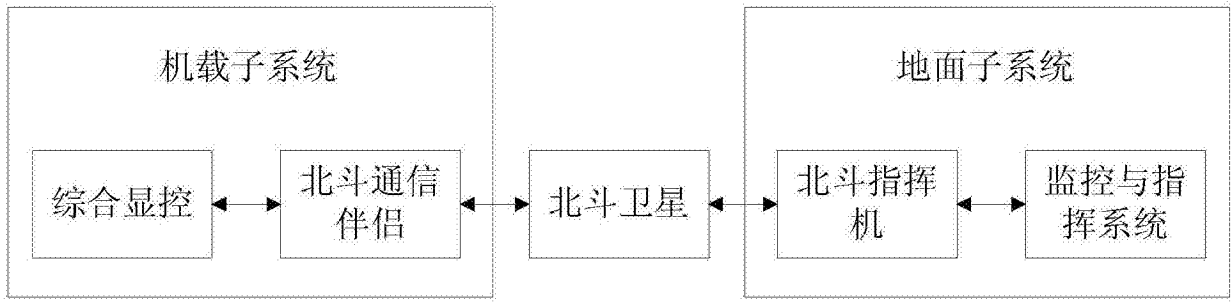 机载子系统
地面子系统
综合显控
北斗通信
伴侣
北斗卫星
北斗指挥
机
监控与指
挥系统